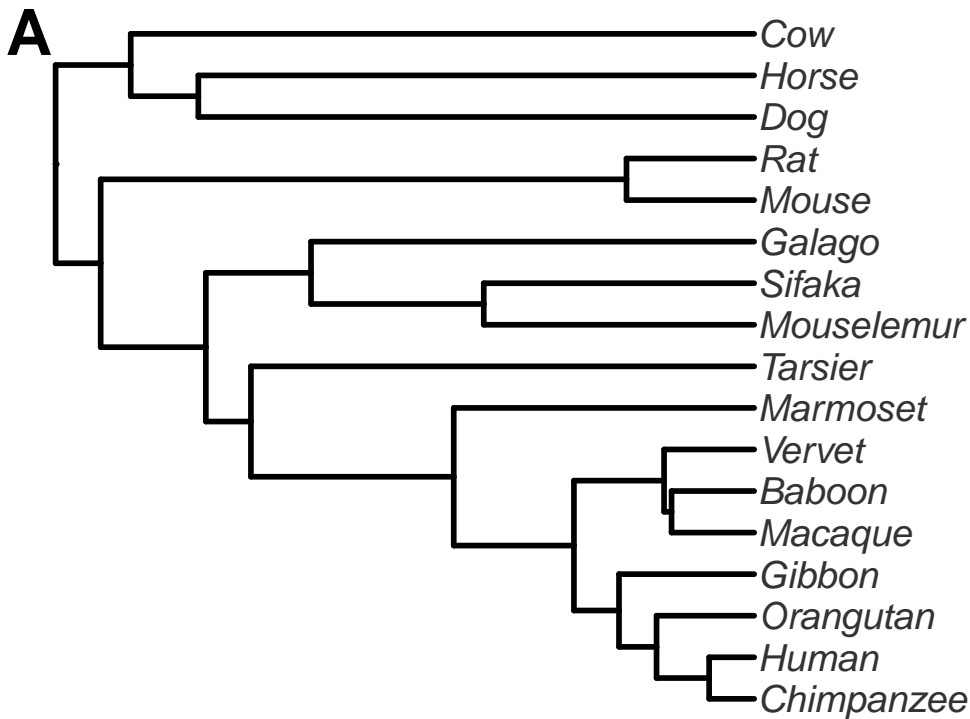 A
Cow
Horse
Dog
Rat
Mouse
Galago
Sifaka
Mouselemur
Tarsier
Marmoset
Vervet
Baboon
Macaque
Gibbon
Orangutan
Human
Chimpanzee